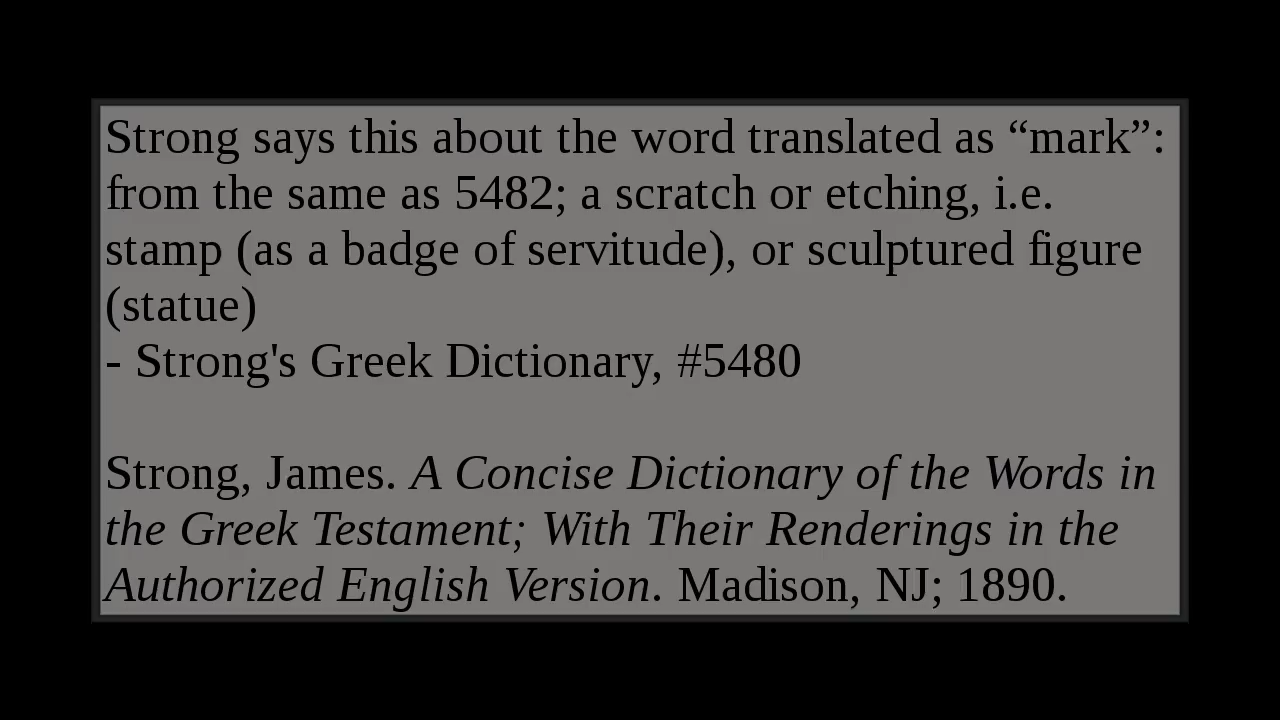 Strong says this about the word translated as “mark”:
from the same as 5482; a scratch or etching, i.e.
stamp (as a badge of servitude), or sculptured figure
(statue)
- Strong's Greek Dictionary, #5480
Strong, James. A Concise Dictionary of the Words in
the Greek Testament; With Their Renderings in the
Authorized English Version. Madison, NJ; 1890.